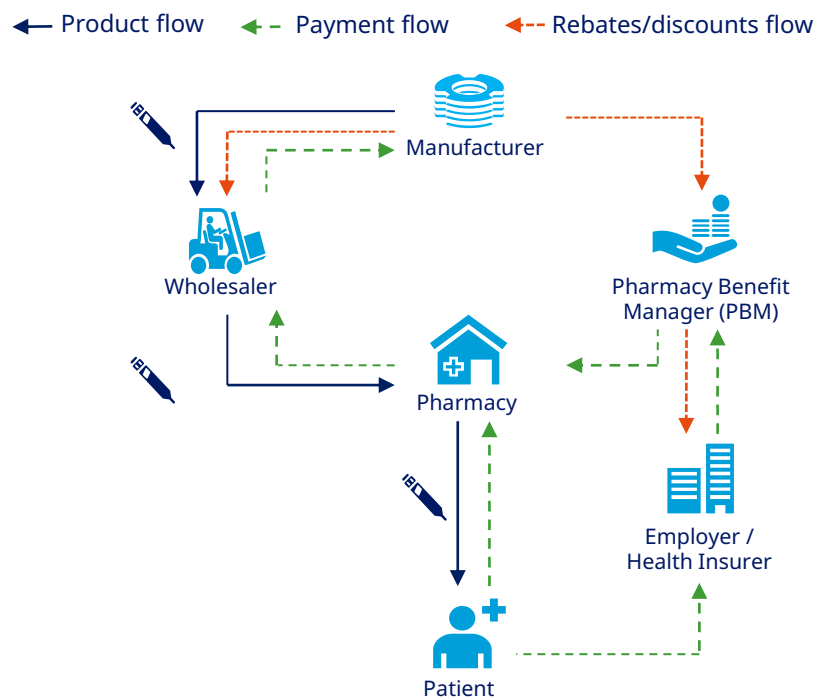 Product flow
Payment flow
Rebates/discounts flow
Manufacturer
Wholesaler
Pharmacy Benefit
Manager (PBM)
Pharmacy
Employer /
Health Insurer
Patient